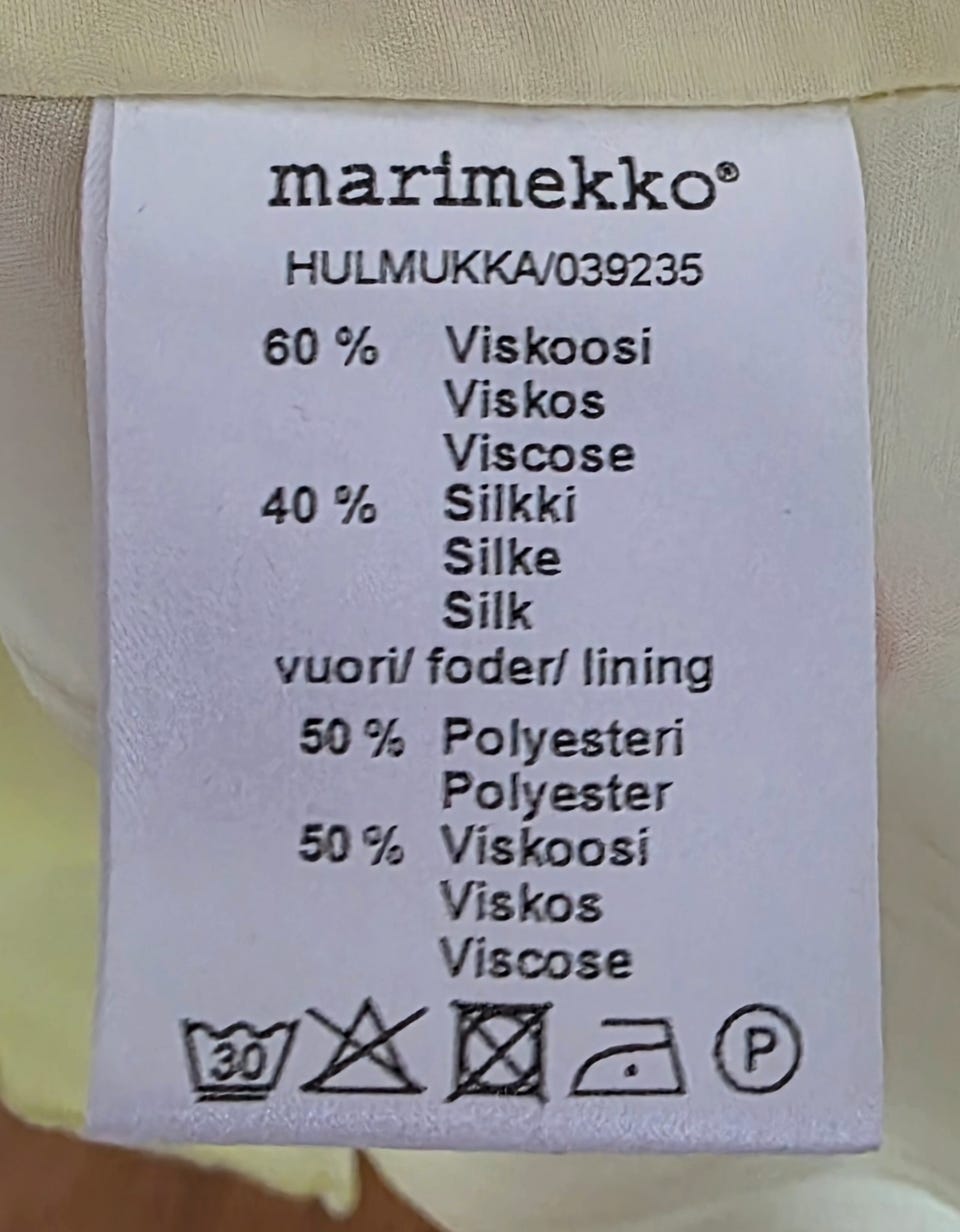 marimekko®
HULMUKKA/039235
60 % Viskoosi
Viskos
Viscose
40 % Silkki
Silke
Silk
vuori/ foder/ lining
50 % Polyesteri
Polyester
50 % Viskoosi
Viskos
Viscose
30 P